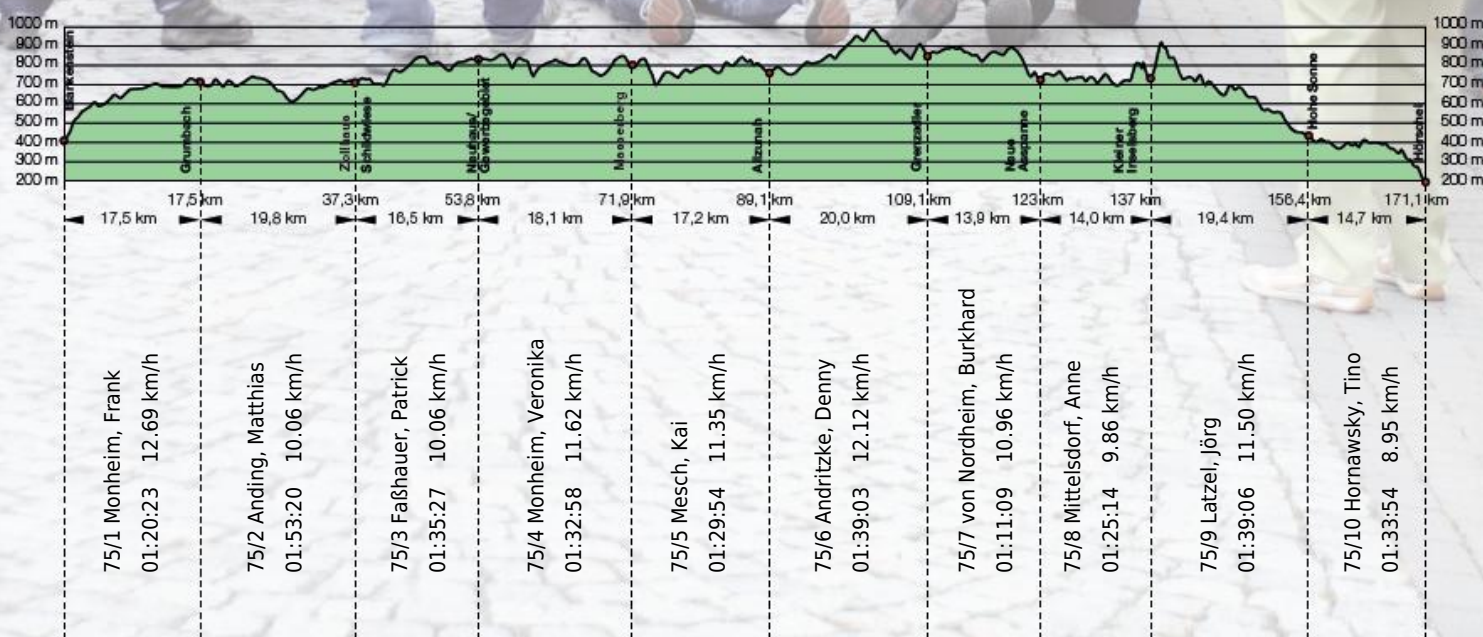 1000 m
900 m
800 m
700 m
600 m
500 m
400 m
300 m
200 m
1000 m
900 m
800 m
700 m
600 m
500 m
400 m
300 m
200 m
Blankenstein
Grumbach
Zollhaus
Schildwiese
Neuhaus/
Masserberg
Allzunah
Grenzadler
Neue
Ausspanne
Kleiner
Inselsberg
Hohe Sonne
Hörschel
17,5 km
37,3 km
53,8 km
71,9 km
89,1 km
109,1 km
123 km
137 km
156,4 km
171,1 km
17,5 km
19,8 km
16,5 km
18,1 km
17,2 km
20,0 km
13,9 km
14,0 km
19,4 km
14,7 km
75/1 Monheim, Frank
01:20:23 12.69 km/h
75/2 Anding, Matthias
01:53:20 10.06 km/h
75/3 Faßhauer, Patrick
01:35:27 10.06 km/h
75/4 Monheim, Veronika
01:32:58 11.62 km/h
75/5 Mesch, Kai
01:29:54 11.35 km/h
75/6 Andritzke, Denny
01:39:03 12.12 km/h
75/7 von Nordheim, Burkhard
01:11:09 10.96 km/h
75/8 Mittelsdorf, Anne
01:25:14 9.86 km/h
75/9 Latzel, Jörg
01:39:06 11.50 km/h
75/10 Hornawsky, Tino
01:33:54 8.95 km/h